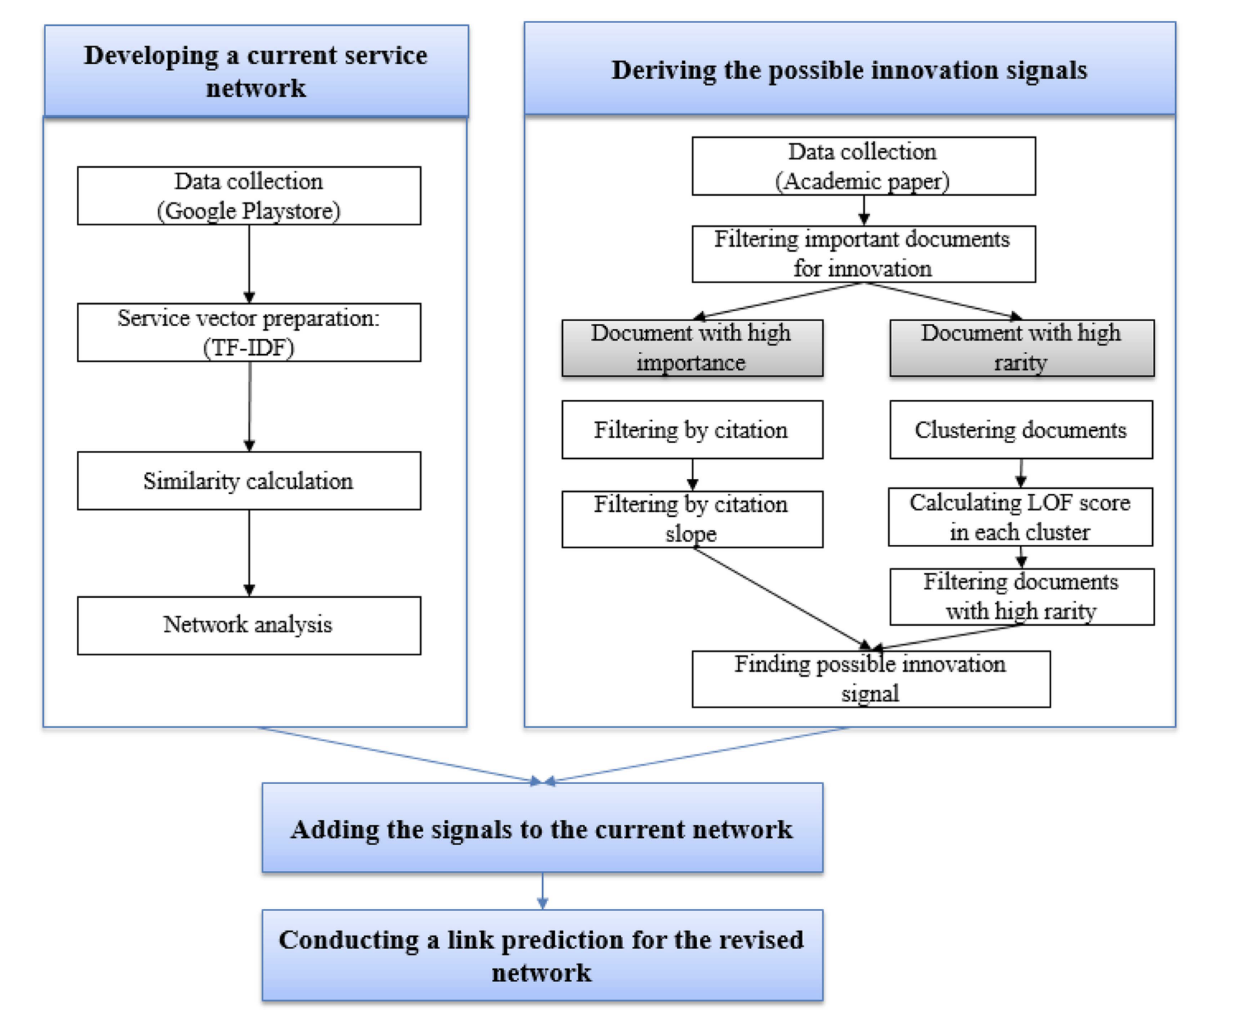 Developing a current service
network
Data collection
(Google Playstore)
Service vector preparation:
(TF-IDF)
Similarity calculation
Network analysis
Deriving the possible innovation signals
Data collection
(Academic paper)
Filtering important documents
for innovation
Document with high
importance
Document with high
rarity
Filtering by citation
Clustering documents
Filtering by citation
slope
Calculating LOF score
in each cluster
Filtering documents
with high rarity
Finding possible innovation
signal
Adding the signals to the current network
Conducting a link prediction for the revised
network